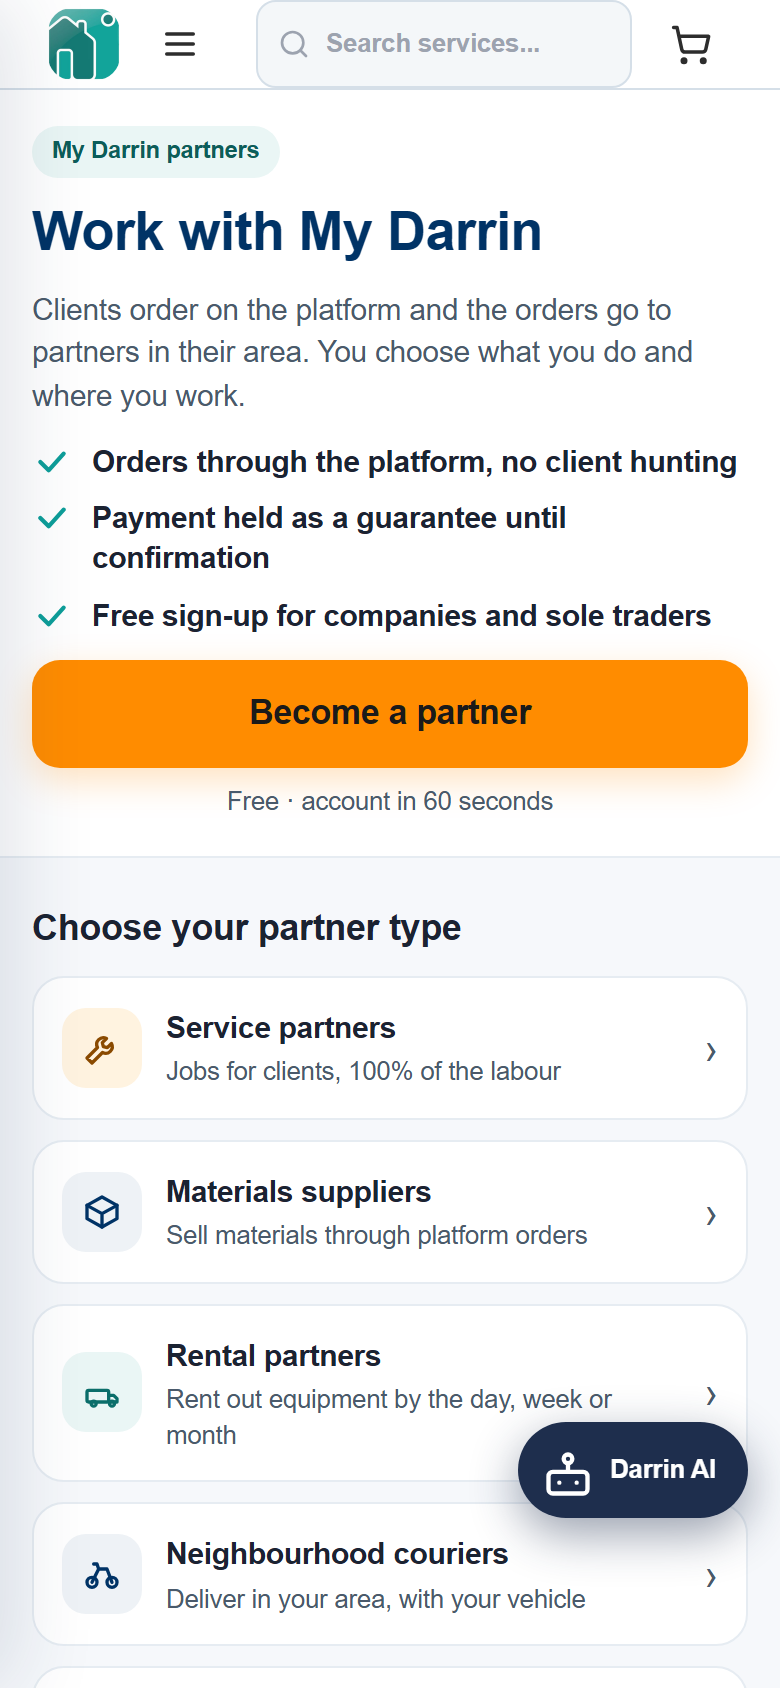 Search services...
My Darrin partners
Work with My Darrin
Clients order on the platform and the orders go to
partners in their area. You choose what you do and
where you work.
Orders through the platform, no client hunting
Payment held as a guarantee until
confirmation
Free sign-up for companies and sole traders
Become a partner
Free · account in 60 seconds
Choose your partner type
Service partners
Jobs for clients, 100% of the labour
Materials suppliers
Sell materials through platform orders
Rental partners
Rent out equipment by the day, week or
month
Darrin AI
Neighbourhood couriers
Deliver in your area, with your vehicle